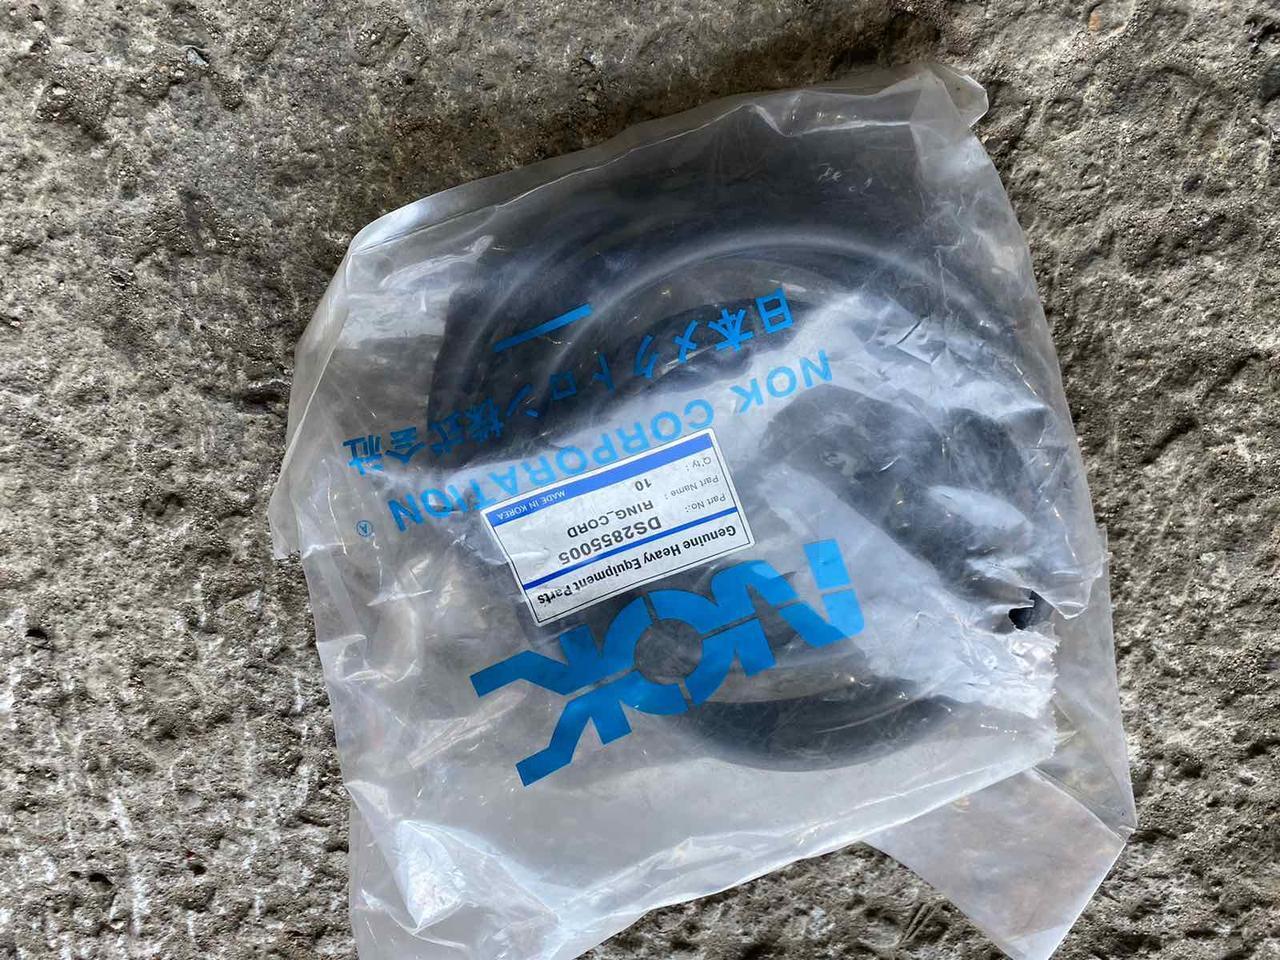 NOK
Genuine Heavy Equipment Parts
Part No.: DS2855005
Part Name : RING_CORD
Q'ty : 10
MADE IN KOREA
NOK CORPORATION
日本メクトロン株式会社